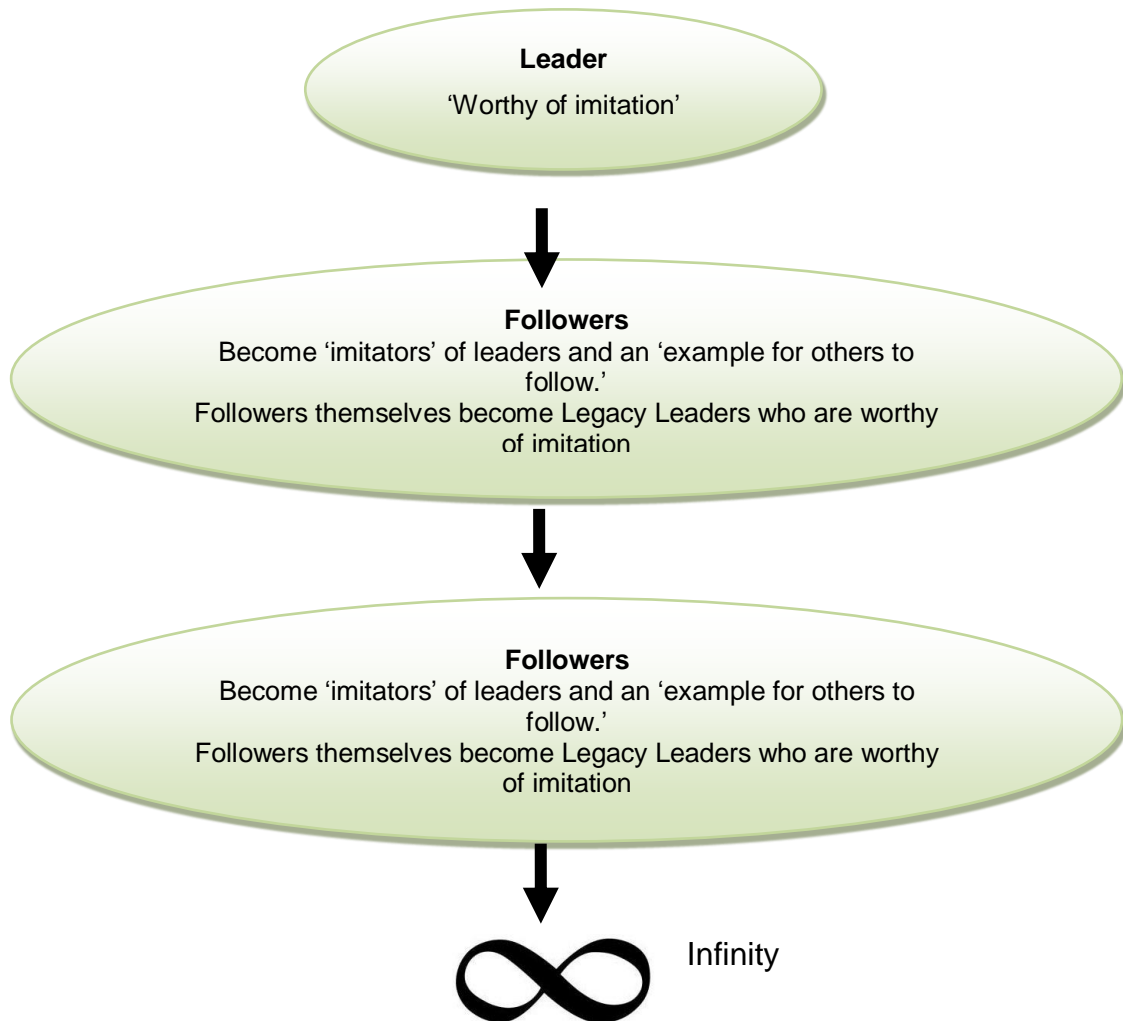 Leader
‘Worthy of imitation’
Followers
Become ‘imitators’ of leaders and an ‘example for others to
follow.’
Followers themselves become Legacy Leaders who are worthy
of imitation
Followers
Become ‘imitators’ of leaders and an ‘example for others to
follow.’
Followers themselves become Legacy Leaders who are worthy
of imitation
Infinity